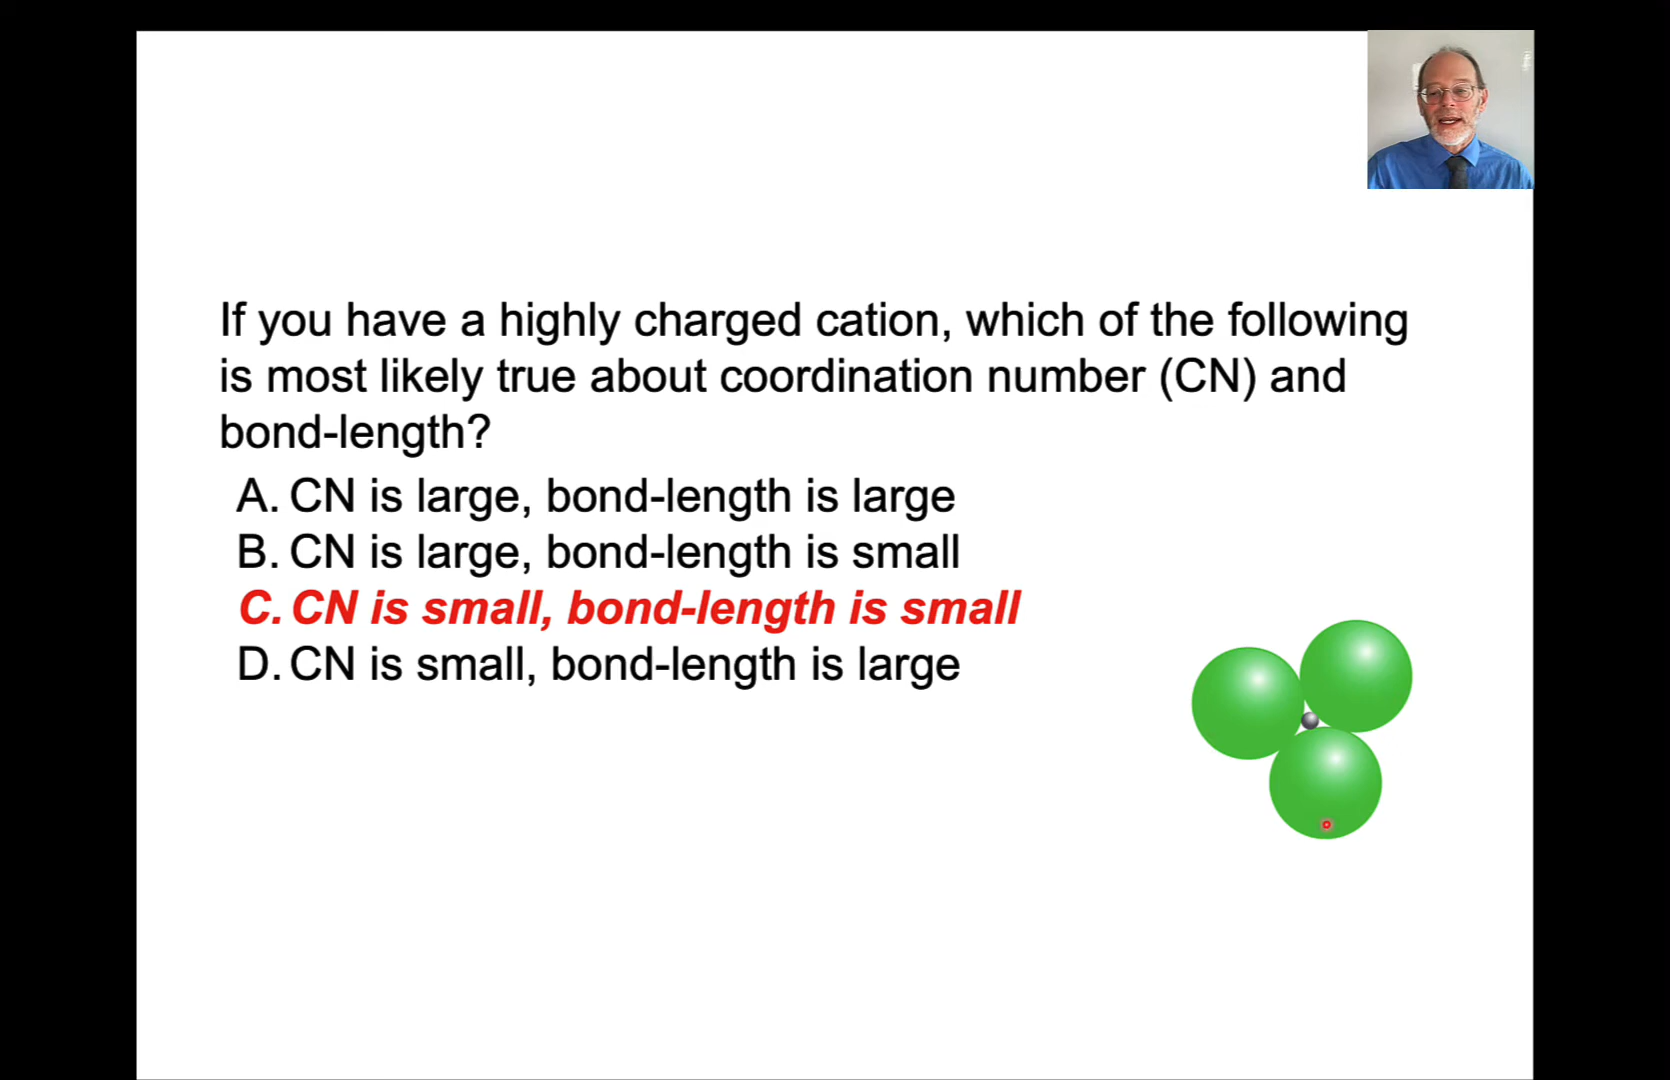 If you have a highly charged cation, which of the following
is most likely true about coordination number (CN) and
bond-length?
A. CN is large, bond-length is large
B. CN is large, bond-length is small
C. CN is small, bond-length is small
D. CN is small, bond-length is large